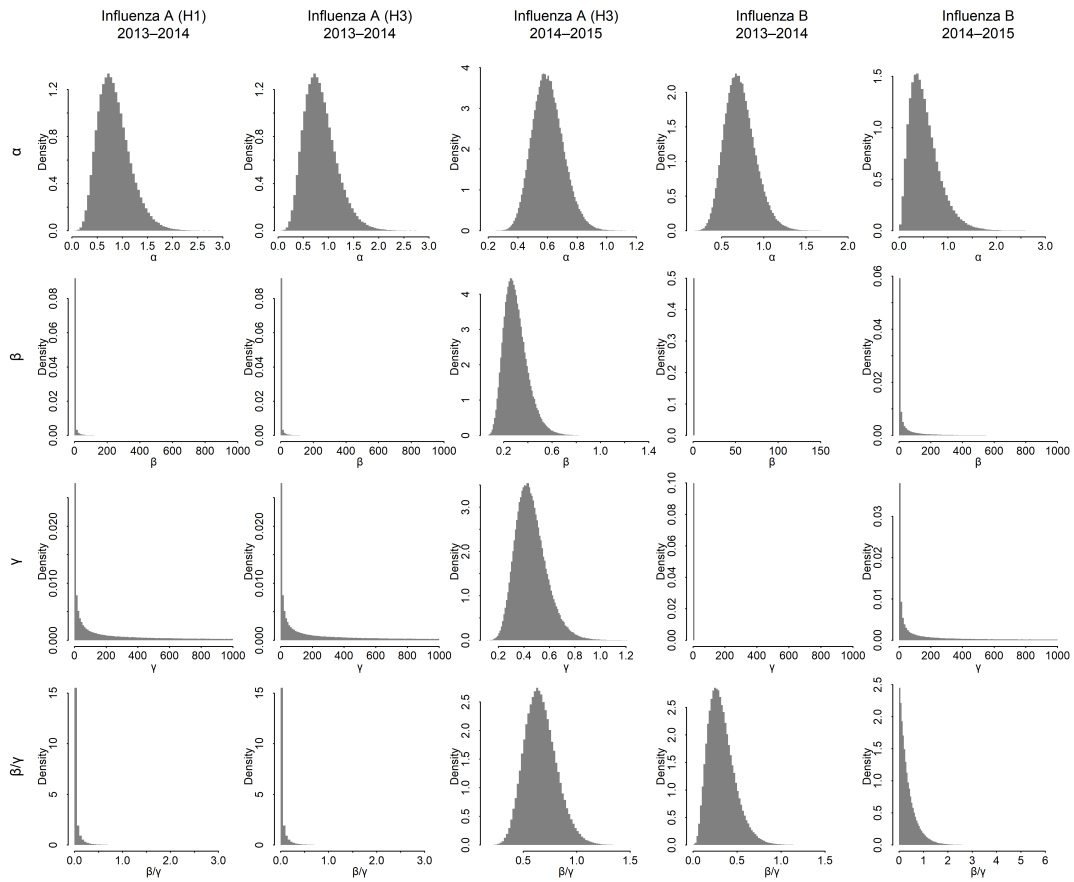 Influenza A (H1)
2013–2014
Influenza A (H3)
2013–2014
Influenza A (H3)
2014–2015
Influenza B
2013–2014
Influenza B
2014–2015
α
Density
0.0 0.4 0.8 1.2
0.0 0.5 1.0 1.5 2.0 2.5 3.0
α
Density
0.0 0.4 0.8 1.2
0.0 0.5 1.0 1.5 2.0 2.5 3.0
α
Density
0 1 2 3 4
0.2 0.4 0.6 0.8 1.0 1.2
α
Density
0.0 0.5 1.0 1.5 2.0
0.5 1.0 1.5 2.0
α
Density
0.0 0.5 1.0 1.5
0.0 0.5 1.0 1.5 2.0 3.0
α
β
Density
0.00 0.02 0.04 0.06 0.08
0 200 400 600 800 1000
β
Density
0.00 0.02 0.04 0.06 0.08
0 200 400 600 800 1000
β
Density
0 1 2 3 4
0.2 0.6 1.0 1.4
β
Density
0.0 0.1 0.2 0.3 0.4 0.5
0 50 100 150
β
Density
0.00 0.02 0.04 0.06
0 200 400 600 800 1000
β
γ
Density
0.000 0.010 0.020
0 200 400 600 800 1000
γ
Density
0.000 0.010 0.020
0 200 400 600 800 1000
γ
Density
0.0 1.0 2.0 3.0
0.2 0.4 0.6 0.8 1.0 1.2
γ
Density
0.00 0.02 0.04 0.06 0.08 0.10
0 200 400 600 800 1000
γ
Density
0.00 0.01 0.02 0.03
0 200 400 600 800 1000
γ
β/γ
Density
0 5 10 15
0.0 1.0 2.0 3.0
β/γ
Density
0 5 10 15
0.0 1.0 2.0 3.0
β/γ
Density
0.0 0.5 1.0 1.5 2.0 2.5
0.5 1.0 1.5
β/γ
Density
0.0 0.5 1.0 1.5 2.0 2.5
0.0 0.5 1.0 1.5
β/γ
Density
0.0 0.5 1.0 1.5 2.0 2.5
0 1 2 3 4 5 6
β/γ